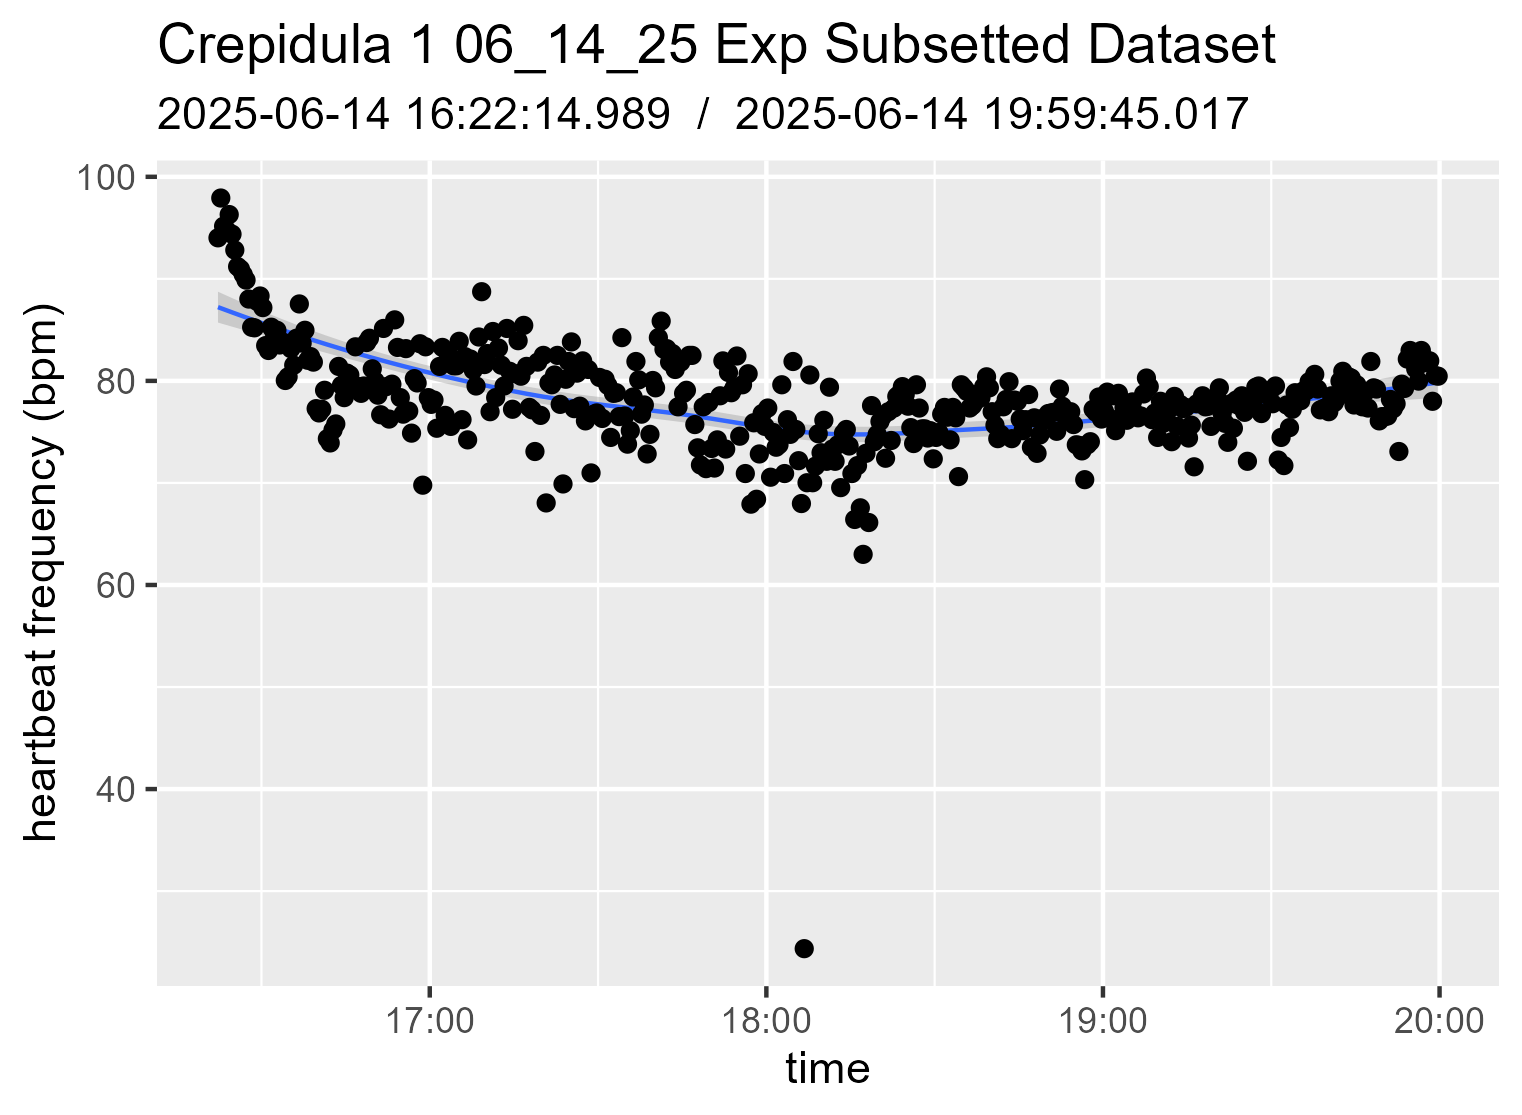 Crepidula 1 06_14_25 Exp Subsetted Dataset
2025-06-14 16:22:14.989 / 2025-06-14 19:59:45.017
heartbeat frequency (bpm)
100
80
60
40
17:00
18:00
19:00
20:00
time